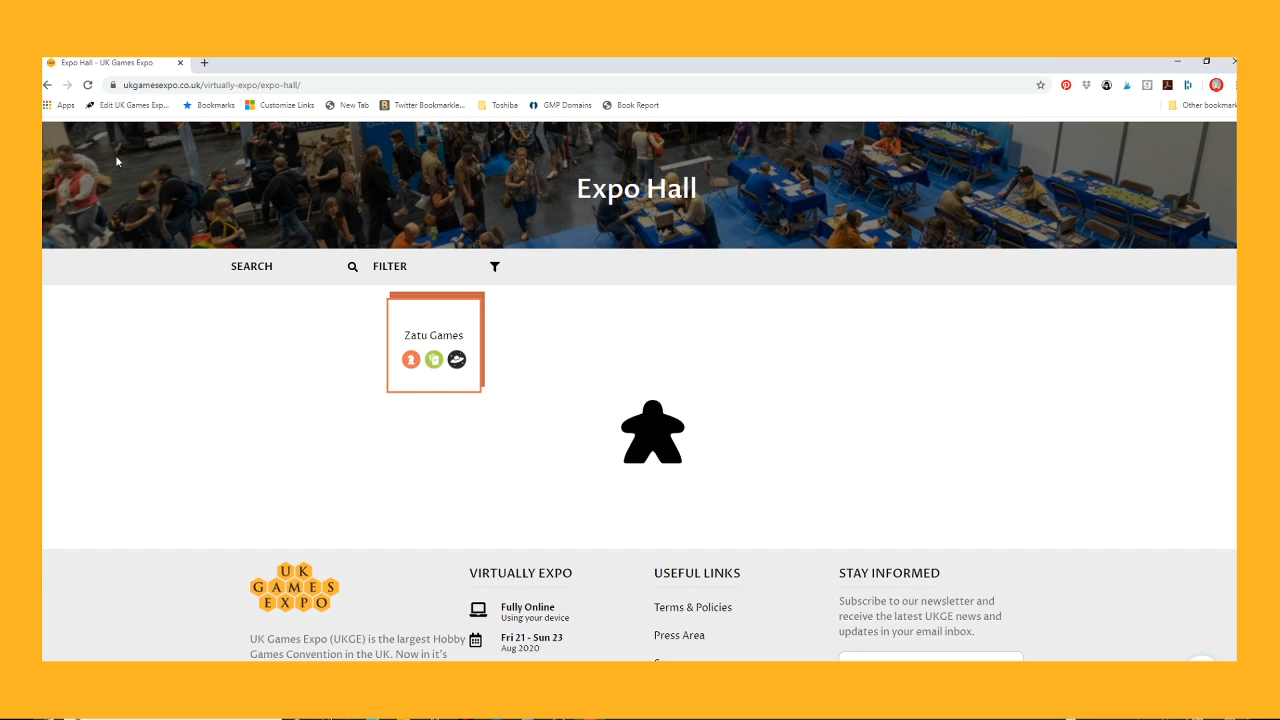 Expo Hall - UK Games Expo
ukgamesexpo.co.uk/virtually-expo/expo-hall/
Apps Edit UK Games Exp... Bookmarks Customize Links New Tab Twitter Bookmarkle... Toshiba GMP Domains Book Report Other bookmark
Expo Hall
SEARCH FILTER
Zatu Games
UK GAMES EXPO
UK Games Expo (UKGE) is the largest Hobby
Games Convention in the UK. Now in it's
VIRTUALLY EXPO
Fully Online
Using your device
Fri 21 - Sun 23
Aug 2020
USEFUL LINKS
Terms & Policies
Press Area
STAY INFORMED
Subscribe to our newsletter and
receive the latest UKGE news and
updates in your email inbox.